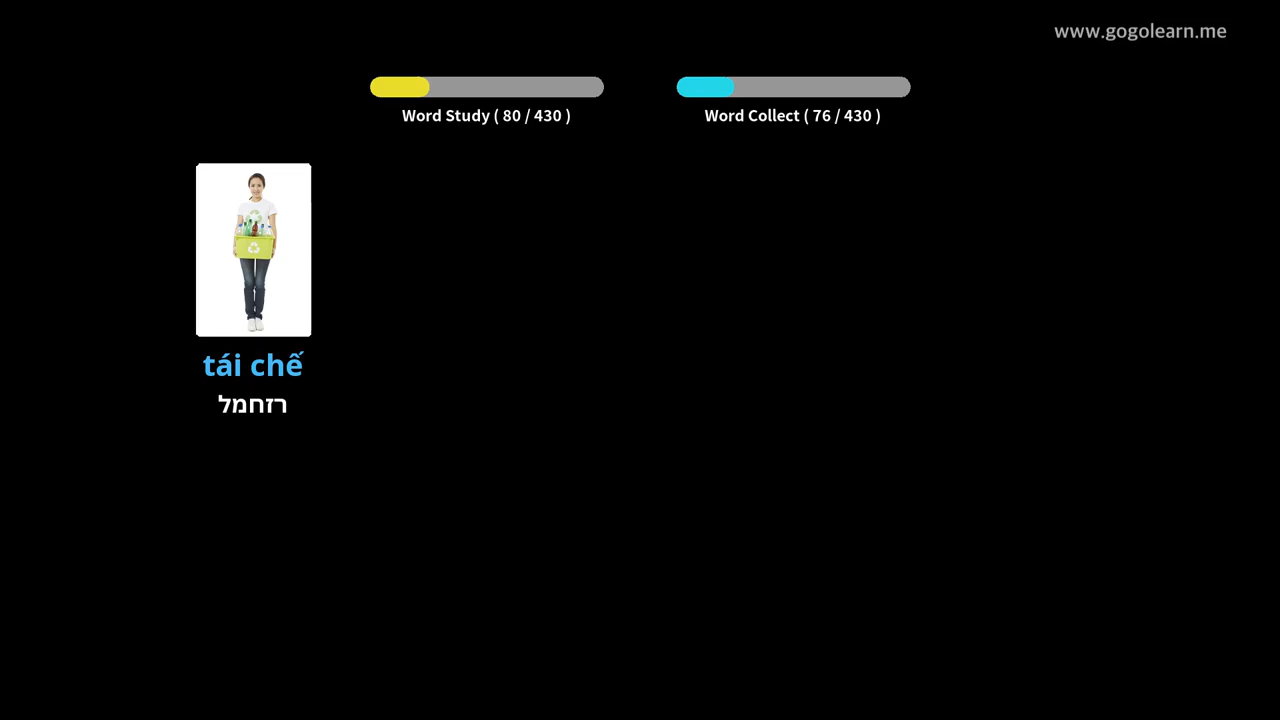 www.gogolearn.me
Word Study ( 80 / 430 )
Word Collect ( 76 / 430 )
tái chế
רזחמל